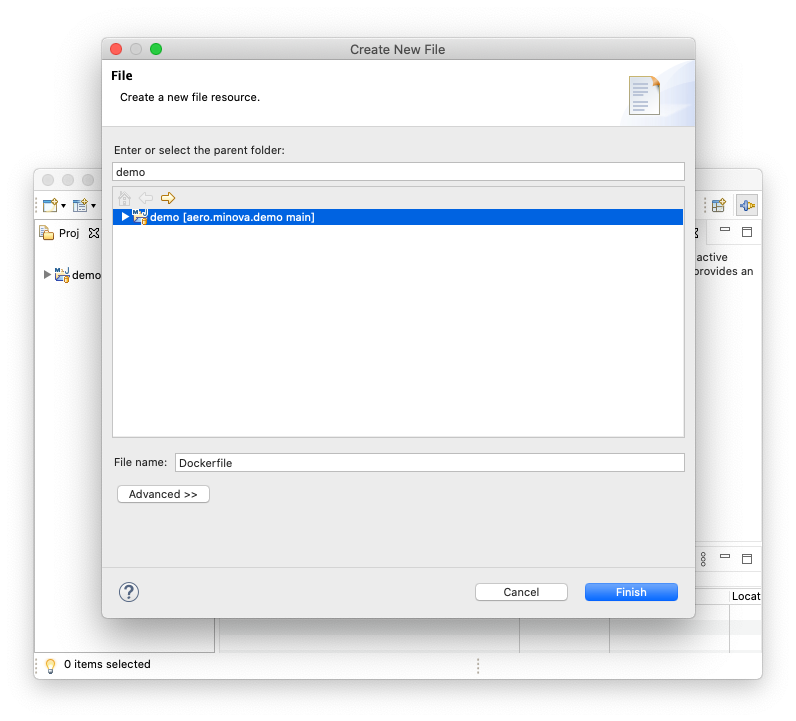 Create New File
File
Create a new file resource.
Enter or select the parent folder:
demo
demo [aero.minova.demo main]
Proj
demo
active
provides an
File name: Dockerfile
Advanced >>
Cancel
Finish
Locat
0 items selected